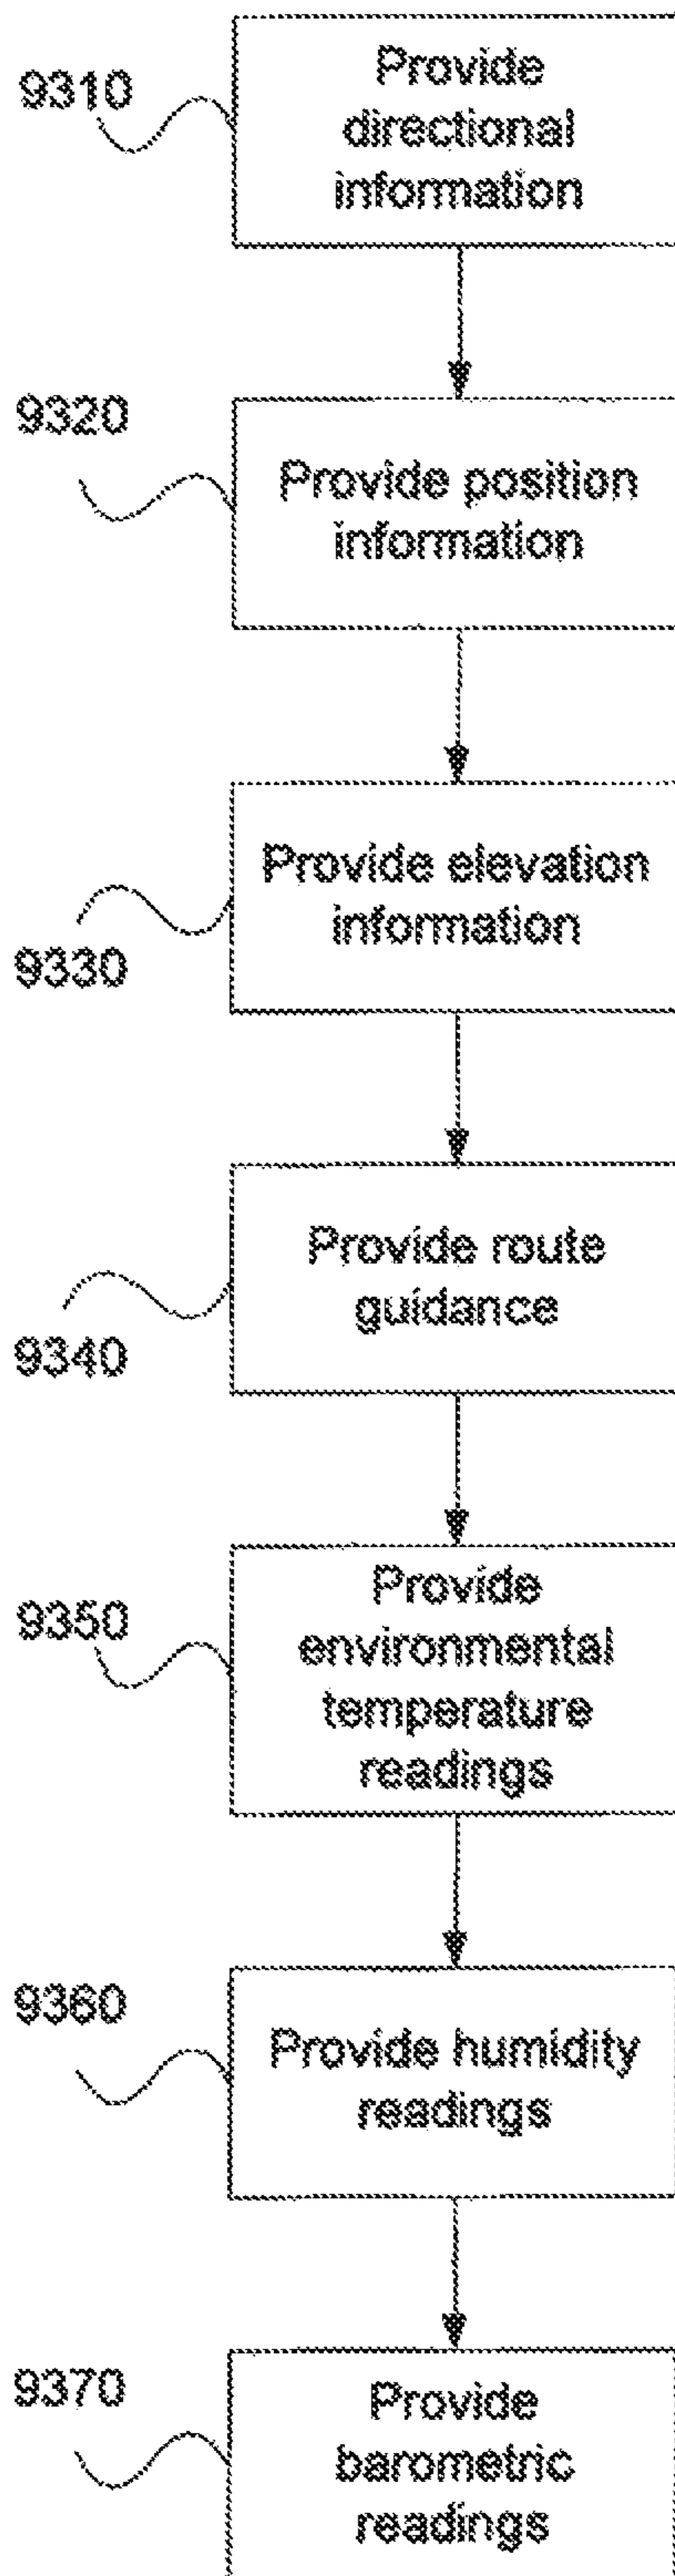 9310
Provide
directional
information
9320
Provide position
information
Provide elevation
information
9330
Provide route
guidance
9340
Provide
environmental
temperature
readings
9350
Provide humidity
readings
9360
Provide
barometric
readings
9370